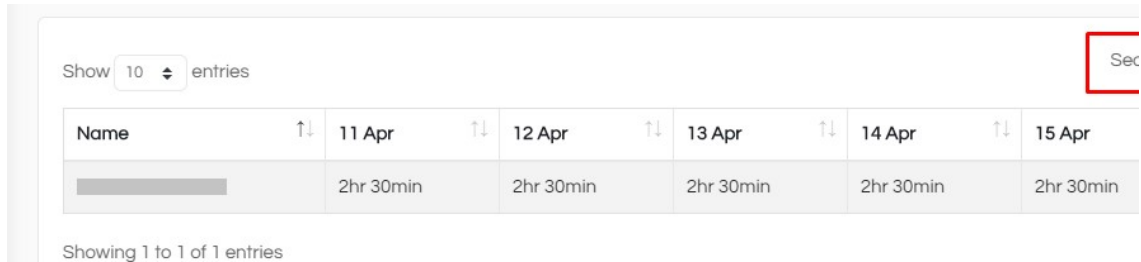 Show 10 entries
Name 11 Apr 12 Apr 13 Apr 14 Apr 15 Apr
2hr 30min 2hr 30min 2hr 30min 2hr 30min 2hr 30min
Showing 1 to 1 of 1 entries